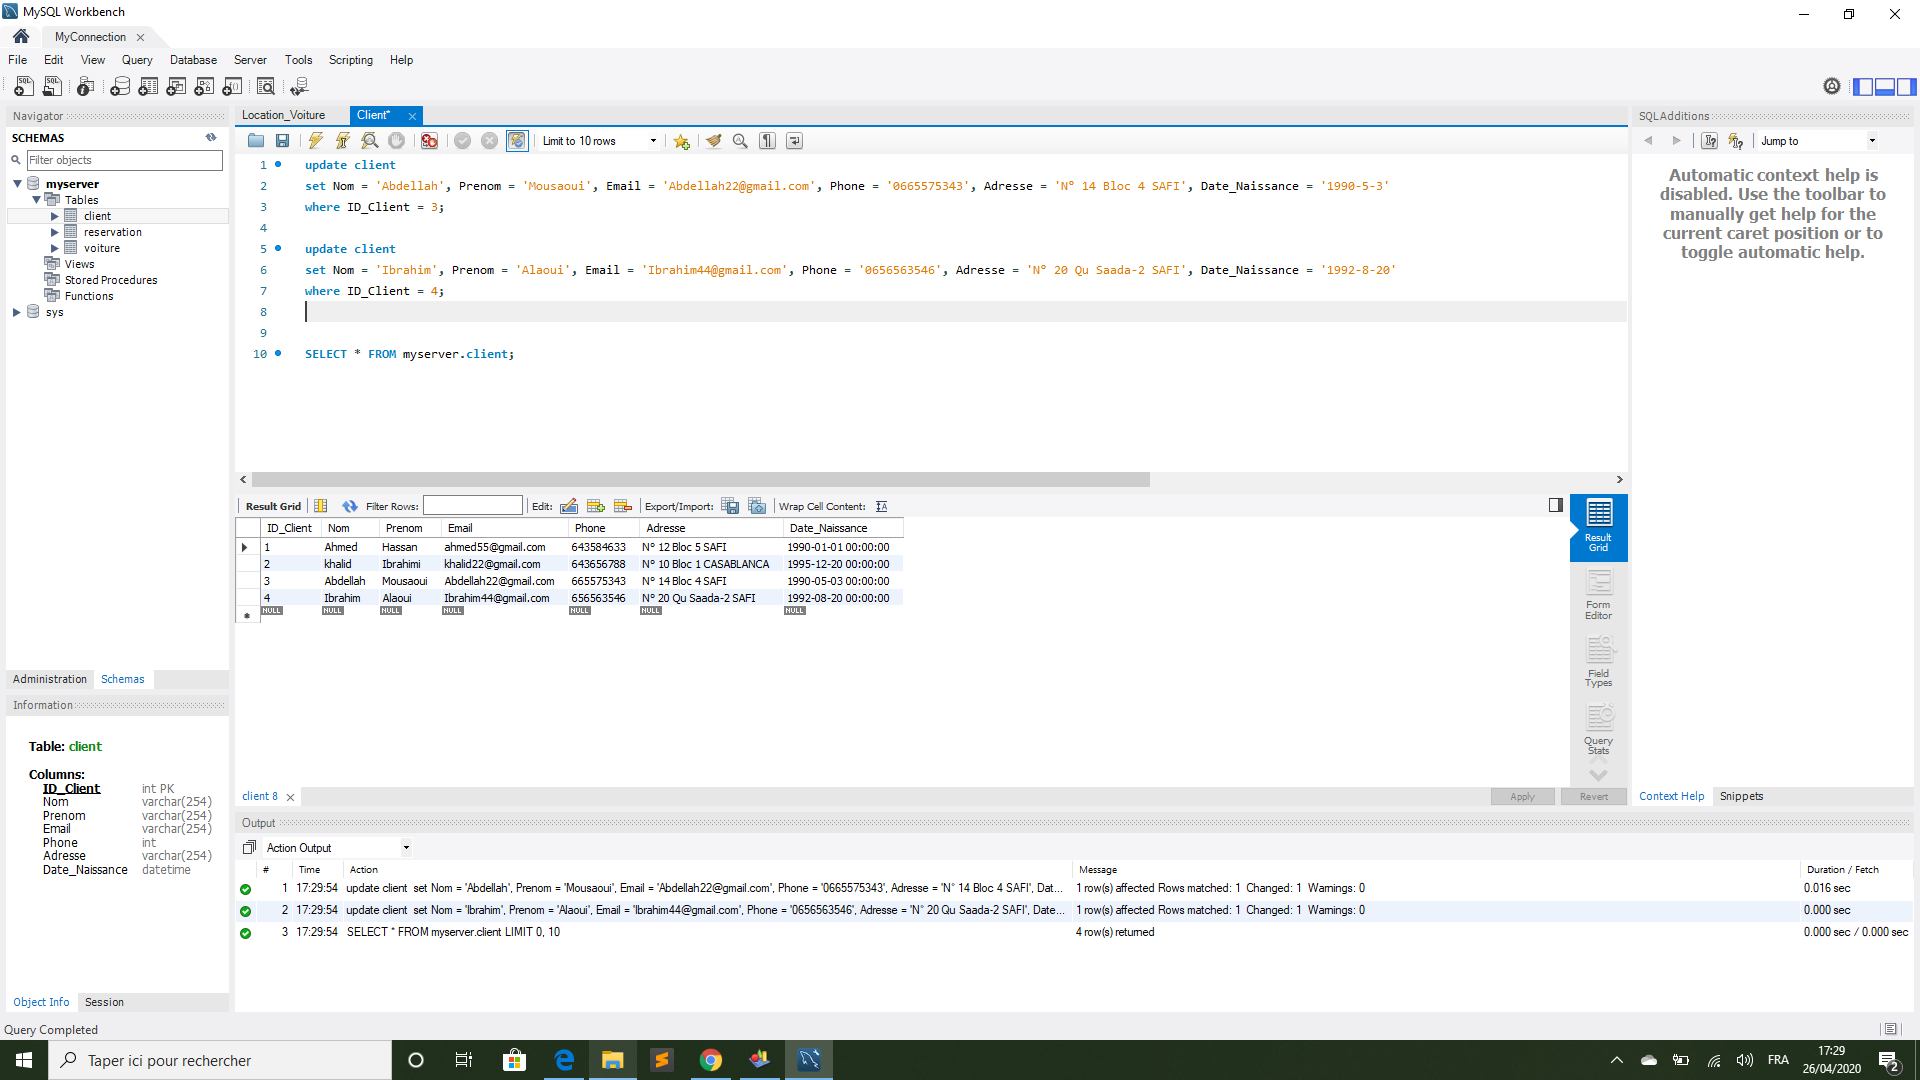 MySQL Workbench
MyConnection
File Edit View Query Database Server Tools Scripting Help
Navigator
SCHEMAS
Filter objects
myserver
Tables
client
reservation
voiture
Views
Stored Procedures
Functions
sys
Administration Schemas
Information
Table: client
Columns:
ID_Client int PK
Nom varchar(254)
Prenom varchar(254)
Email varchar(254)
Phone int
Adresse varchar(254)
Date_Naissance datetime
Object Info Session
Location_Voiture Client*
Limit to 10 rows
1 update client
2 set Nom = 'Abdellah', Prenom = 'Mousaoui', Email = 'Abdellah22@gmail.com', Phone = '0665575343', Adresse = 'N° 14 Bloc 4 SAFI', Date_Naissance = '1990-5-3'
3 where ID_Client = 3;
4
5 update client
6 set Nom = 'Ibrahim', Prenom = 'Alaoui', Email = 'Ibrahim44@gmail.com', Phone = '0656563546', Adresse = 'N° 20 Qu Saada-2 SAFI', Date_Naissance = '1992-8-20'
7 where ID_Client = 4;
8
9
10 SELECT * FROM myserver.client;
Result Grid Filter Rows: Edit: Export/Import: Wrap Cell Content:
ID_Client Nom Prenom Email Phone Adresse Date_Naissance
1 Ahmed Hassan ahmed55@gmail.com 643584633 N° 12 Bloc 5 SAFI 1990-01-01 00:00:00
2 khalid Ibrahimi khalid22@gmail.com 643656788 N° 10 Bloc 1 CASABLANCA 1995-12-20 00:00:00
3 Abdellah Mousaoui Abdellah22@gmail.com 665575343 N° 14 Bloc 4 SAFI 1990-05-03 00:00:00
4 Ibrahim Alaoui Ibrahim44@gmail.com 656563546 N° 20 Qu Saada-2 SAFI 1992-08-20 00:00:00
NULL NULL NULL NULL NULL NULL NULL
Result
Grid
Form
Editor
Field
Types
Query
Stats
client 8
Apply Revert
SQLAdditions
Jump to
Automatic context help is
disabled. Use the toolbar to
manually get help for the
current caret position or to
toggle automatic help.
Context Help Snippets
Output
Action Output
# Time Action Message Duration / Fetch
1 17:29:54 update client set Nom = 'Abdellah', Prenom = 'Mousaoui', Email = 'Abdellah22@gmail.com', Phone = '0665575343', Adresse = 'N° 14 Bloc 4 SAFI', Dat... 1 row(s) affected Rows matched: 1 Changed: 1 Warnings: 0 0.016 sec
2 17:29:54 update client set Nom = 'Ibrahim', Prenom = 'Alaoui', Email = 'Ibrahim44@gmail.com', Phone = '0656563546', Adresse = 'N° 20 Qu Saada-2 SAFI', Date... 1 row(s) affected Rows matched: 1 Changed: 1 Warnings: 0 0.000 sec
3 17:29:54 SELECT * FROM myserver.client LIMIT 0, 10 4 row(s) returned 0.000 sec / 0.000 sec
Query Completed
Taper ici pour rechercher
FRA
17:29
26/04/2020
2